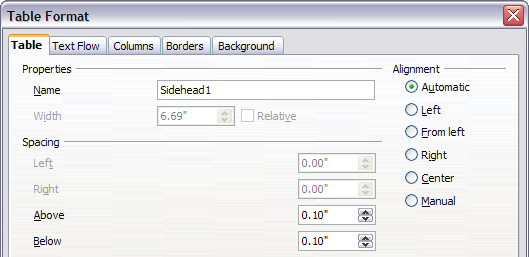 Table Format
Table Text Flow Columns Borders Background
Properties
Name Sidehead1
Width 6.69" Relative
Spacing
Left 0.00"
Right 0.00"
Above 0.10"
Below 0.10"
Alignment
Automatic
Left
From left
Right
Center
Manual